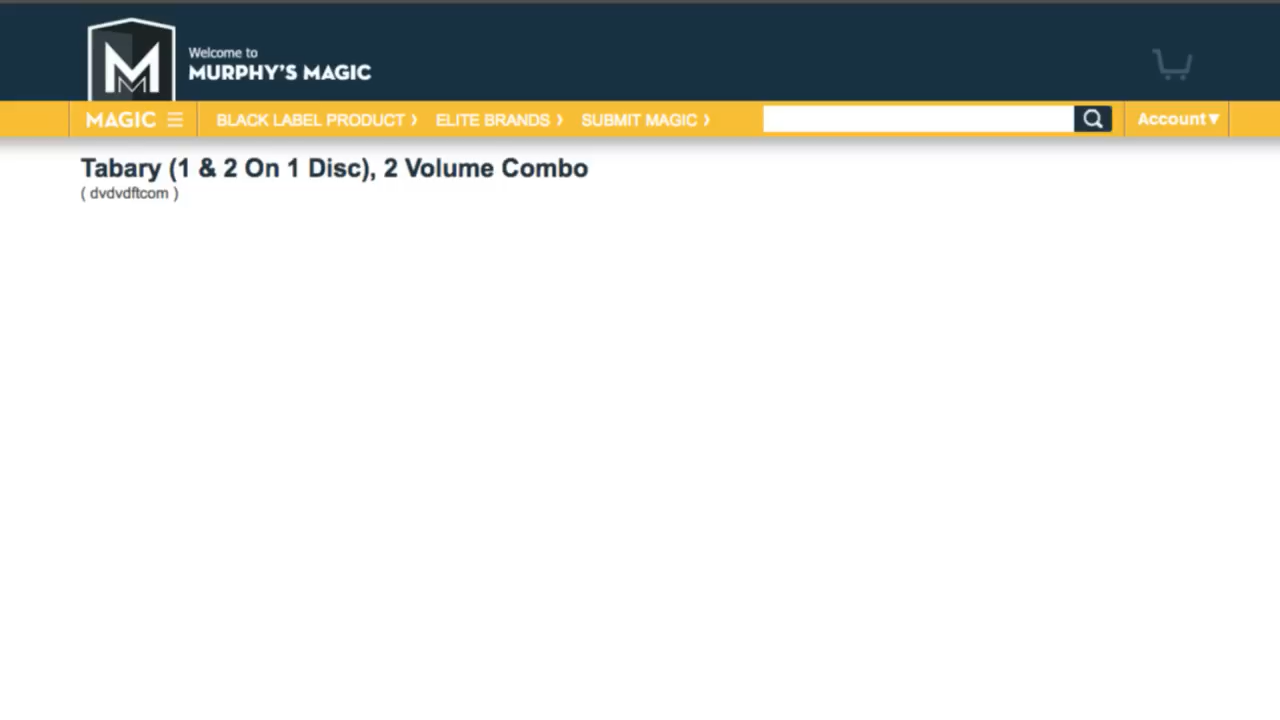 Welcome to
MURPHY'S MAGIC
MAGIC ☰ BLACK LABEL PRODUCT › ELITE BRANDS › SUBMIT MAGIC › Account▼
Tabary (1 & 2 On 1 Disc), 2 Volume Combo
( dvdvdftcom )